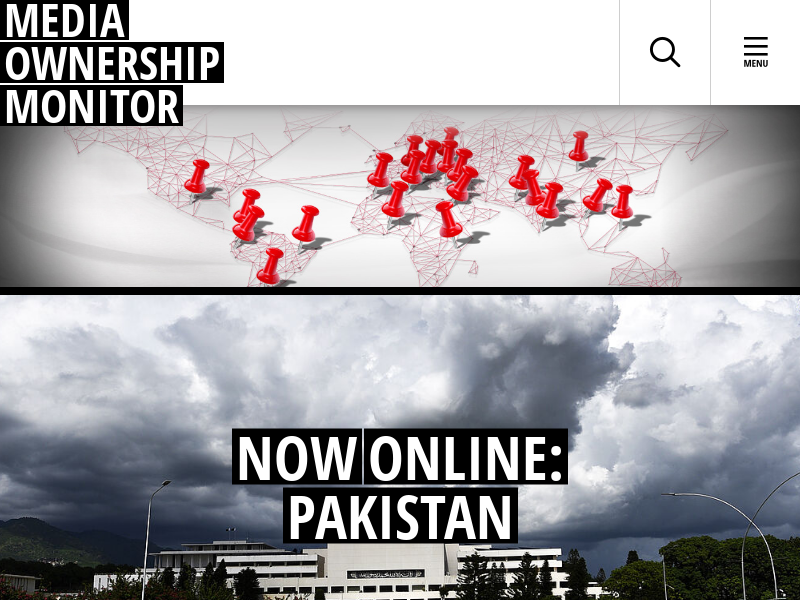 MEDIA
OWNERSHIP
MONITOR
MENU
NOW ONLINE:
PAKISTAN